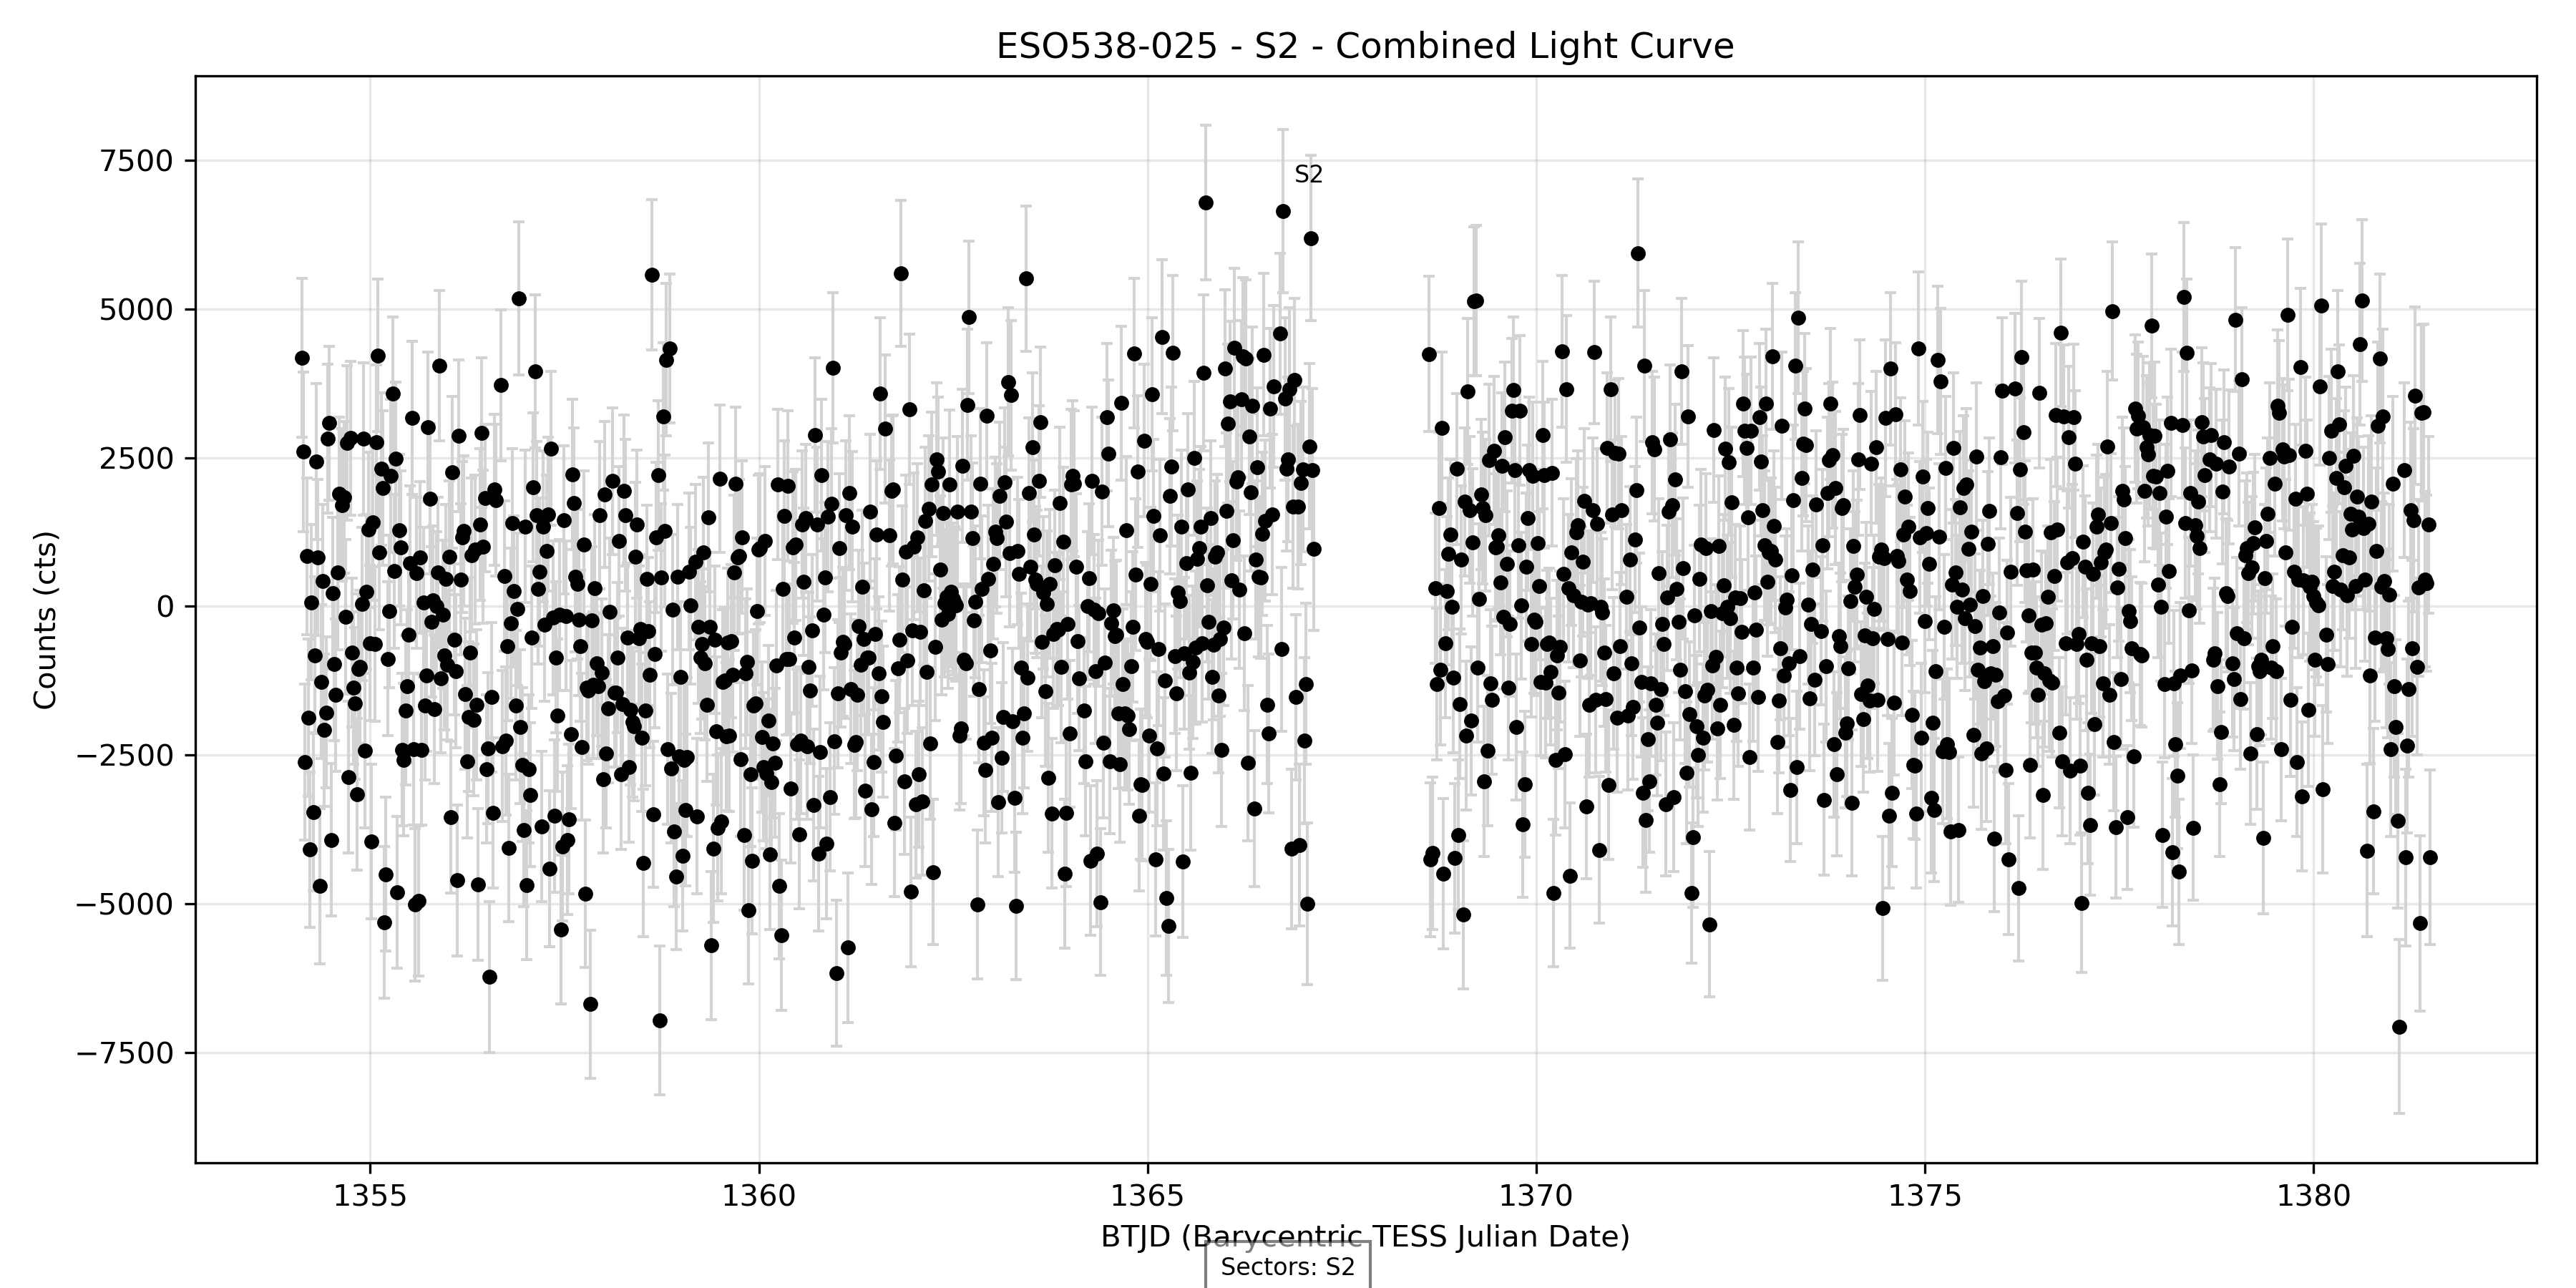 ESO538-025 - S2 - Combined Light Curve
7500
S2
5000
2500
0
−2500
−5000
−7500
Counts (cts)
1355 1360 1365 1370 1375 1380
BTJD (Barycentric TESS Julian Date)
Sectors: S2